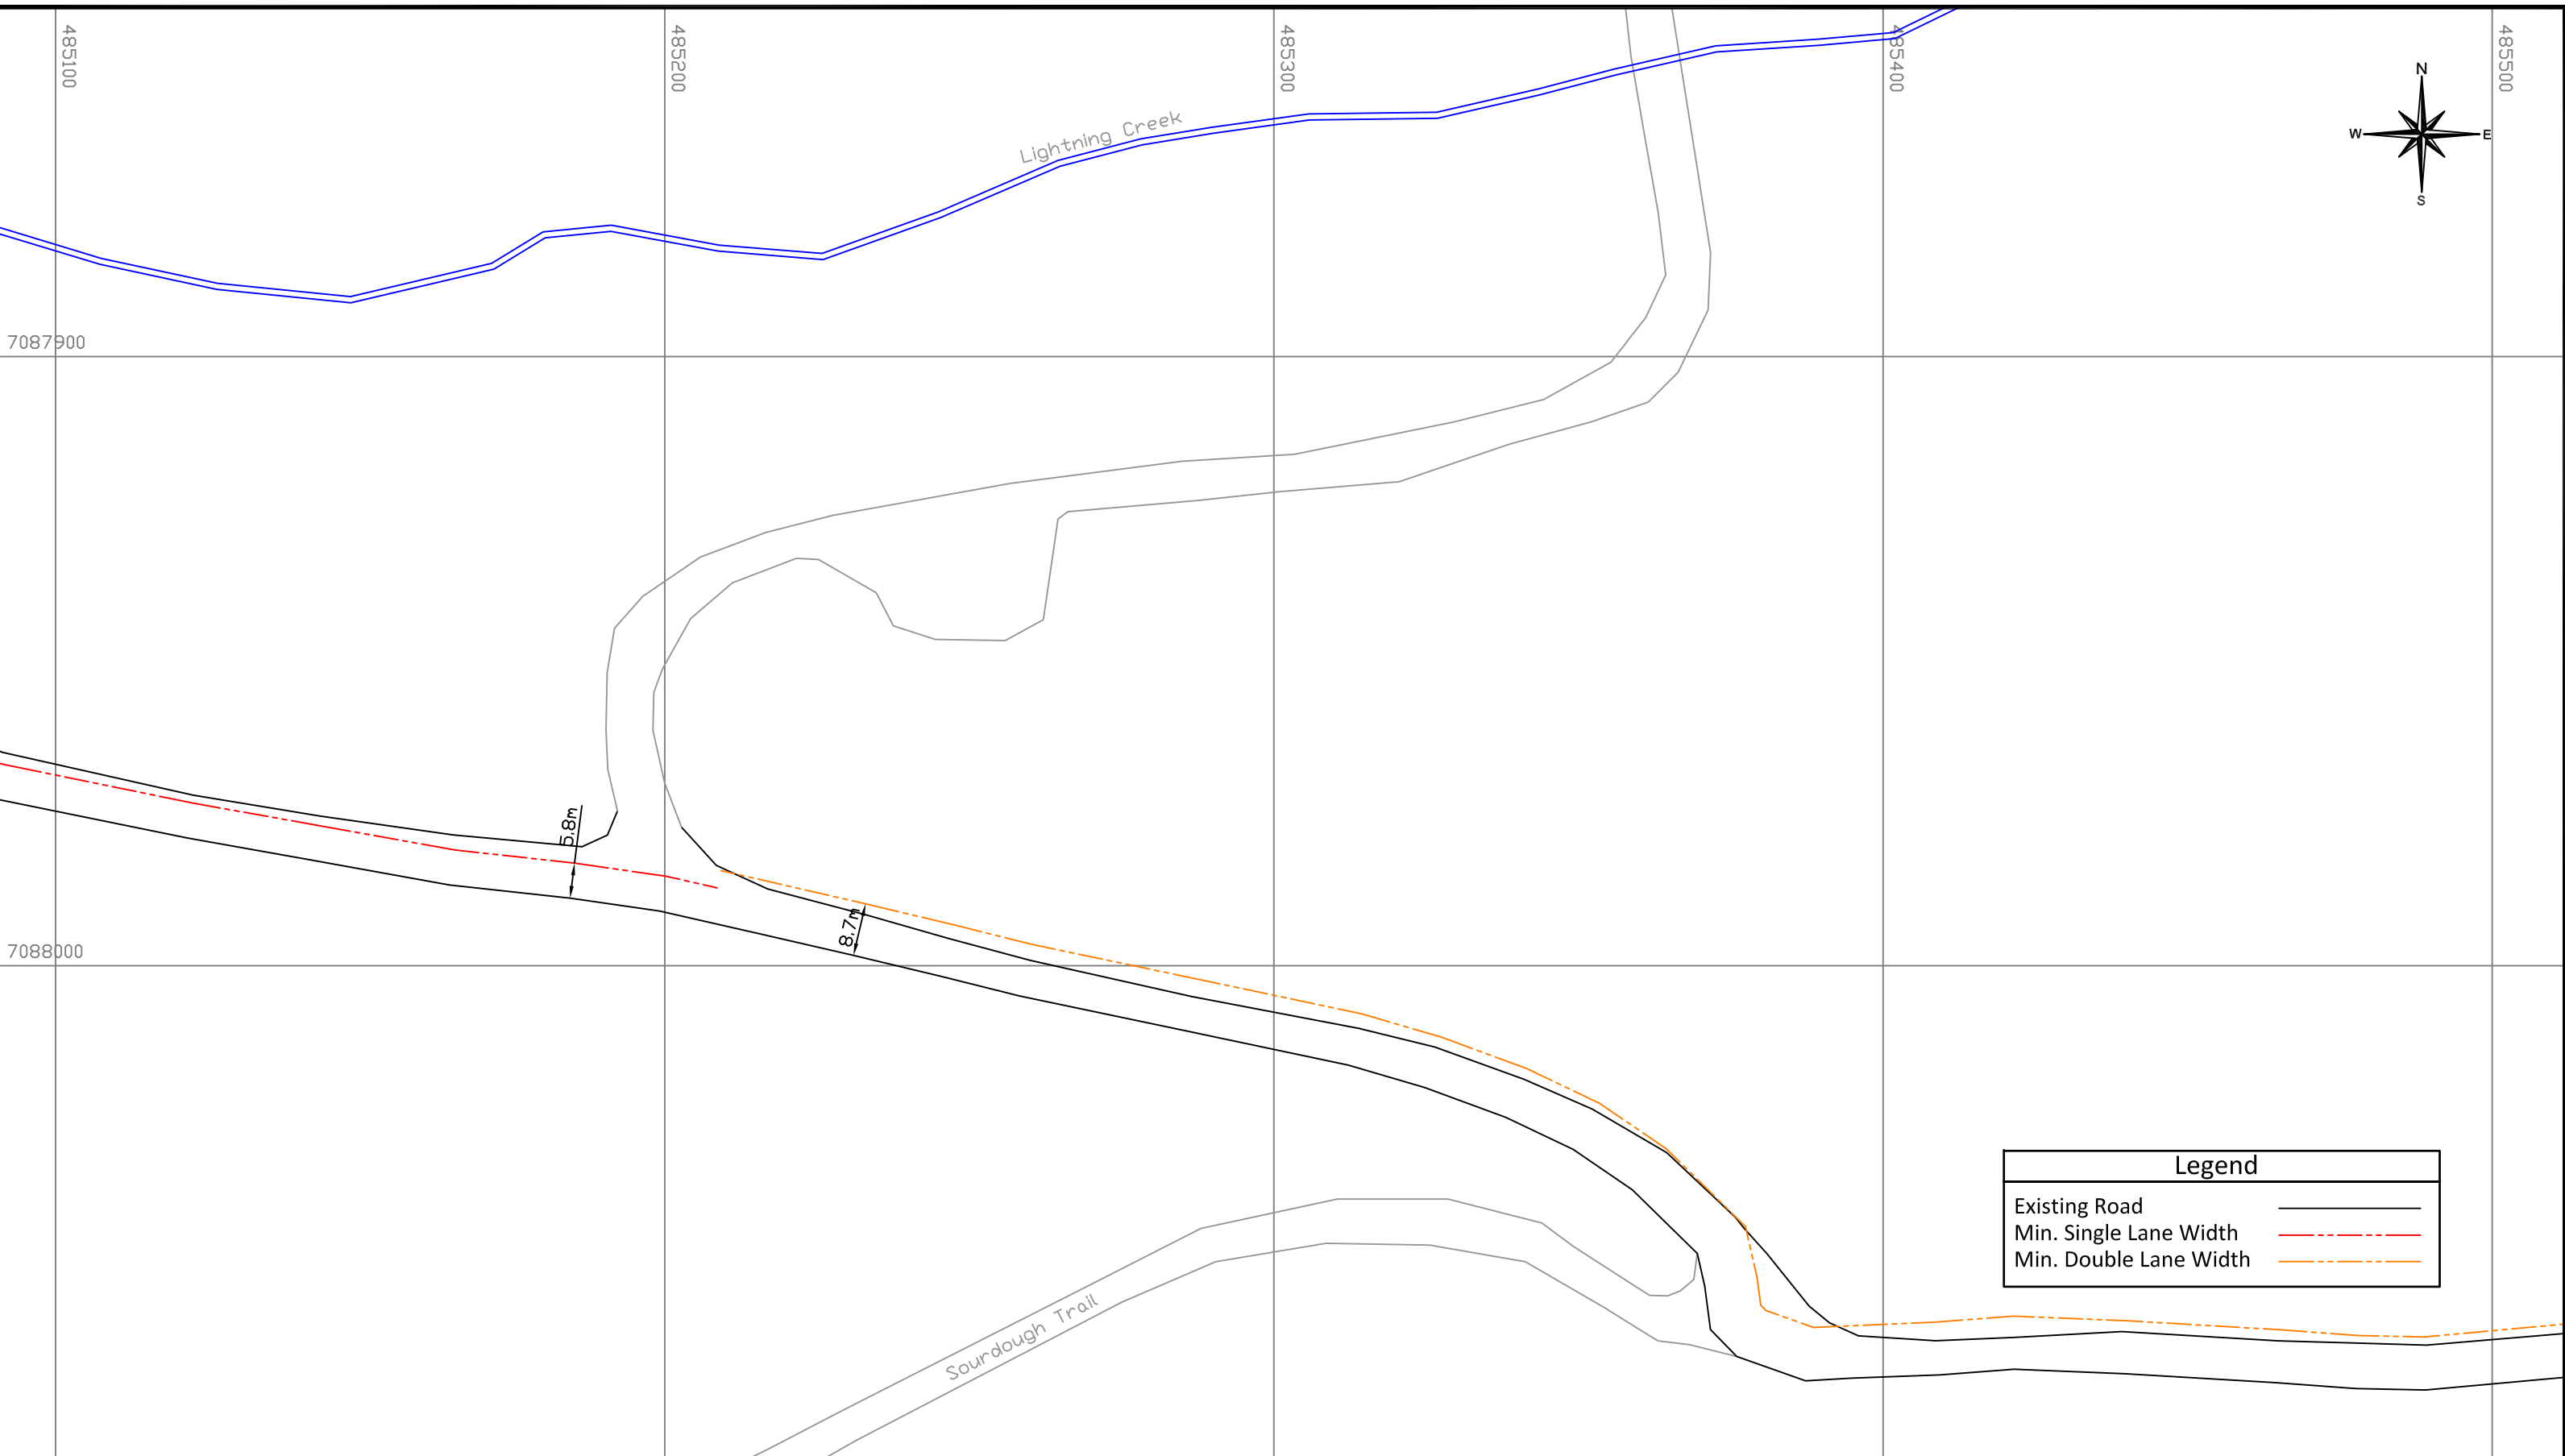 485100
485200
485300
485400
485500
N
W
E
S
Lightning Creek
7087900
5.8m
8.7m
7088000
Legend
Existing Road
Min. Single Lane Width
Min. Double Lane Width
Sourdough Trail